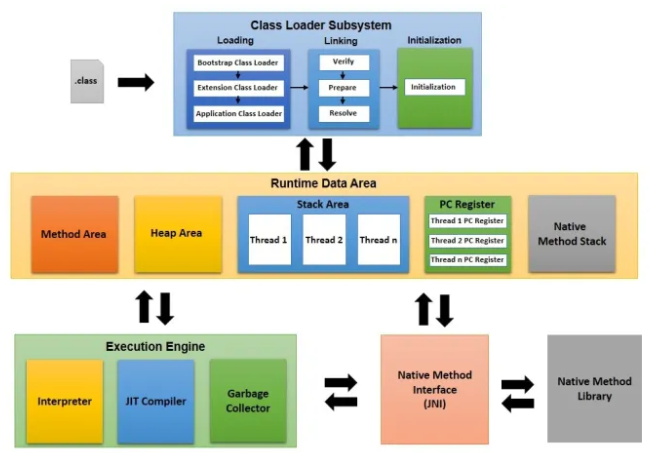 Class Loader Subsystem
Loading
Linking
Initialization
.class
Bootstrap Class Loader
Extension Class Loader
Application Class Loader
Verify
Prepare
Resolve
Initialization
Runtime Data Area
Method Area
Heap Area
Stack Area
Thread 1
Thread 2
Thread n
PC Register
Thread 1 PC Register
Thread 2 PC Register
Thread n PC Register
Native
Method Stack
Execution Engine
Interpreter
JIT Compiler
Garbage
Collector
Native Method
Interface
(JNI)
Native Method
Library